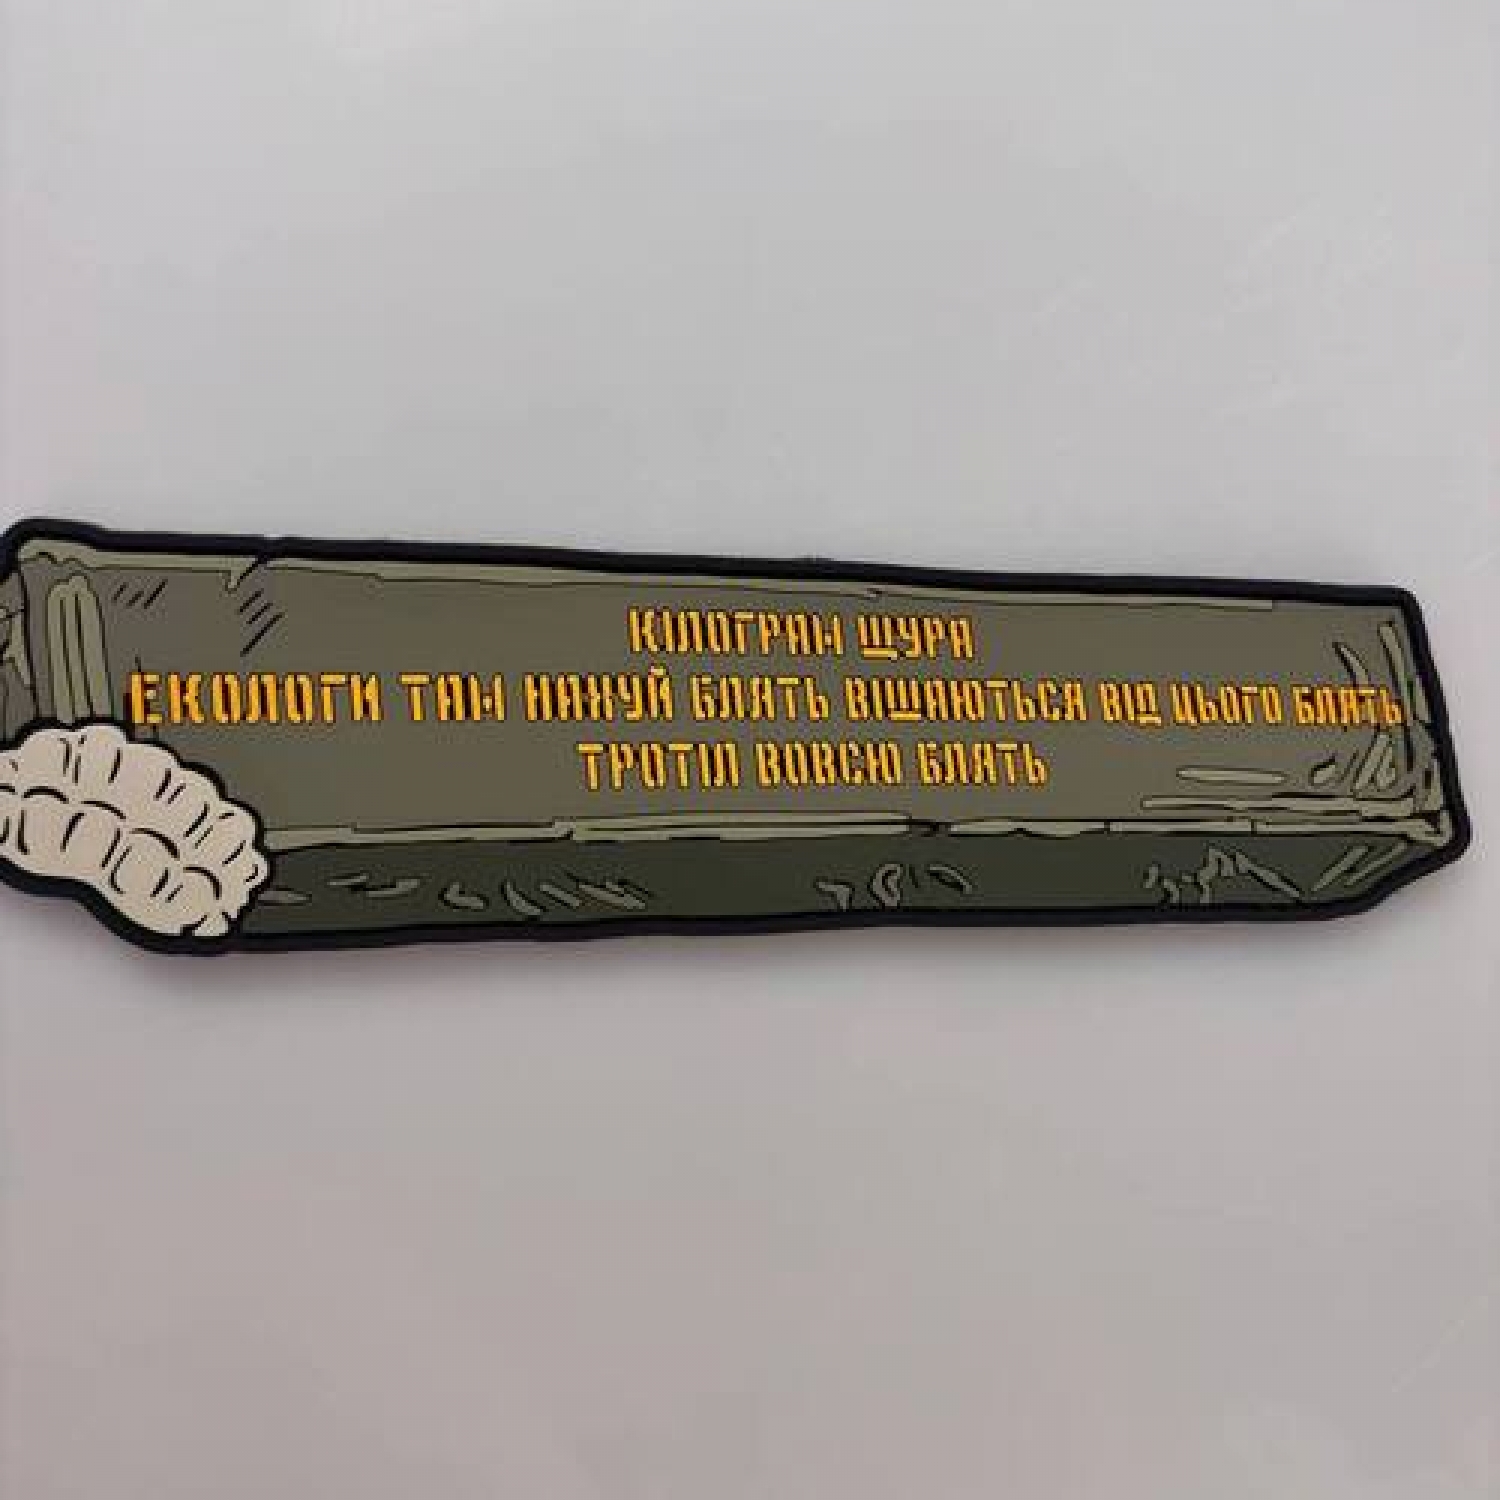 КІЛОГРАМ ЩУРА
ЕКОЛОГИ ТАМ НАХУЙ БЛЯТЬ ВІШАЮТЬСЯ ВІД ЦЬОГО БЛЯТЬ
ТРОТІЛ ВОВСЮ БЛЯТЬ